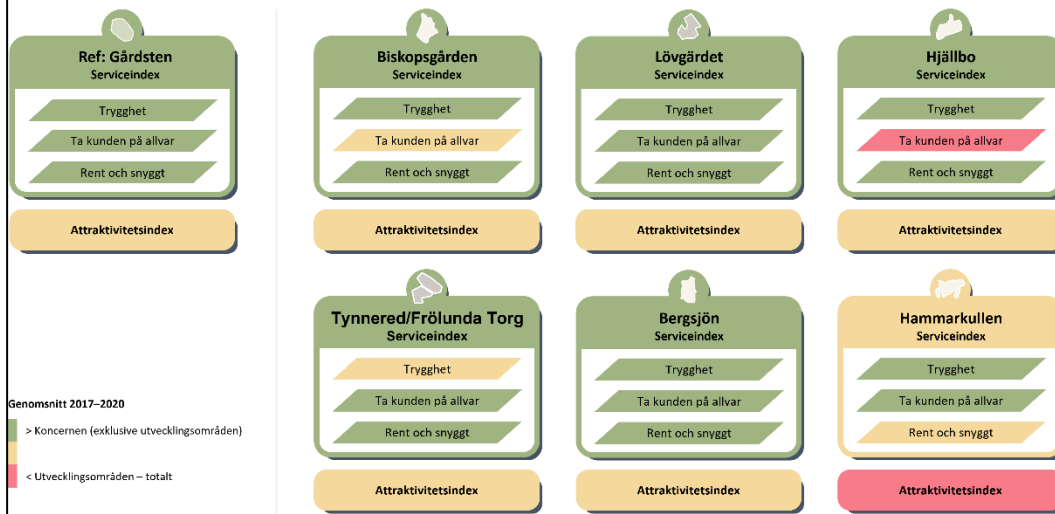 Ref: Gårdsten
Serviceindex
Trygghet
Ta kunden på allvar
Rent och snyggt
Attraktivitetsindex
Biskopsgården
Serviceindex
Trygghet
Ta kunden på allvar
Rent och snyggt
Attraktivitetsindex
Lövgärdet
Serviceindex
Trygghet
Ta kunden på allvar
Rent och snyggt
Attraktivitetsindex
Hjällbo
Serviceindex
Trygghet
Ta kunden på allvar
Rent och snyggt
Attraktivitetsindex
Tynnered/Frölunda Torg
Serviceindex
Trygghet
Ta kunden på allvar
Rent och snyggt
Attraktivitetsindex
Bergsjön
Serviceindex
Trygghet
Ta kunden på allvar
Rent och snyggt
Attraktivitetsindex
Hammarkullen
Serviceindex
Trygghet
Ta kunden på allvar
Rent och snyggt
Attraktivitetsindex
Genomsnitt 2017–2020
> Koncernen (exklusive utvecklingsområden)
< Utvecklingsområden – totalt